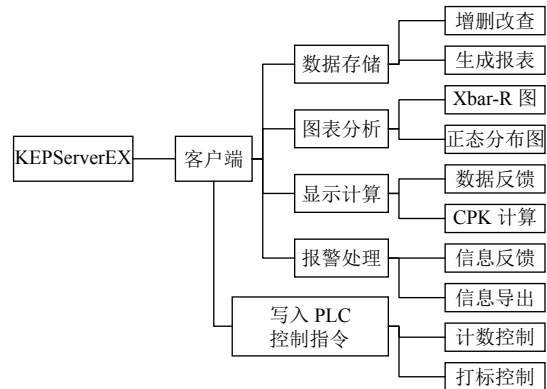 增删改查
数据存储
生成报表
Xbar-R 图
图表分析
正态分布图
KEPServerEX
客户端
数据反馈
显示计算
CPK 计算
信息反馈
报警处理
信息导出
写入 PLC
控制指令
计数控制
打标控制